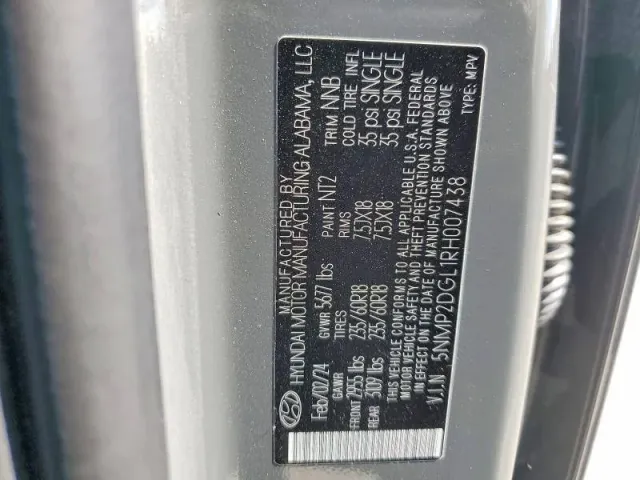 MANUFACTURED BY
HYUNDAI MOTOR MANUFACTURING ALABAMA, LLC
Feb/07/24 GVWR 5677 lbs PAINT NT2 TRIM NNB
GAWR TIRES RIMS COLD TIRE INFL
FRONT 2955 lbs 235/60R18 7.5JX18 35 psi SINGLE
REAR 3109 lbs 235/60R18 7.5JX18 35 psi SINGLE
THIS VEHICLE CONFORMS TO ALL APPLICABLE U.S.A. FEDERAL
MOTOR VEHICLE SAFETY AND THEFT PREVENTION STANDARDS
IN EFFECT ON THE DATE OF MANUFACTURE SHOWN ABOVE
V.I.N 5NMP2DGL1RH007438 TYPE: MPV